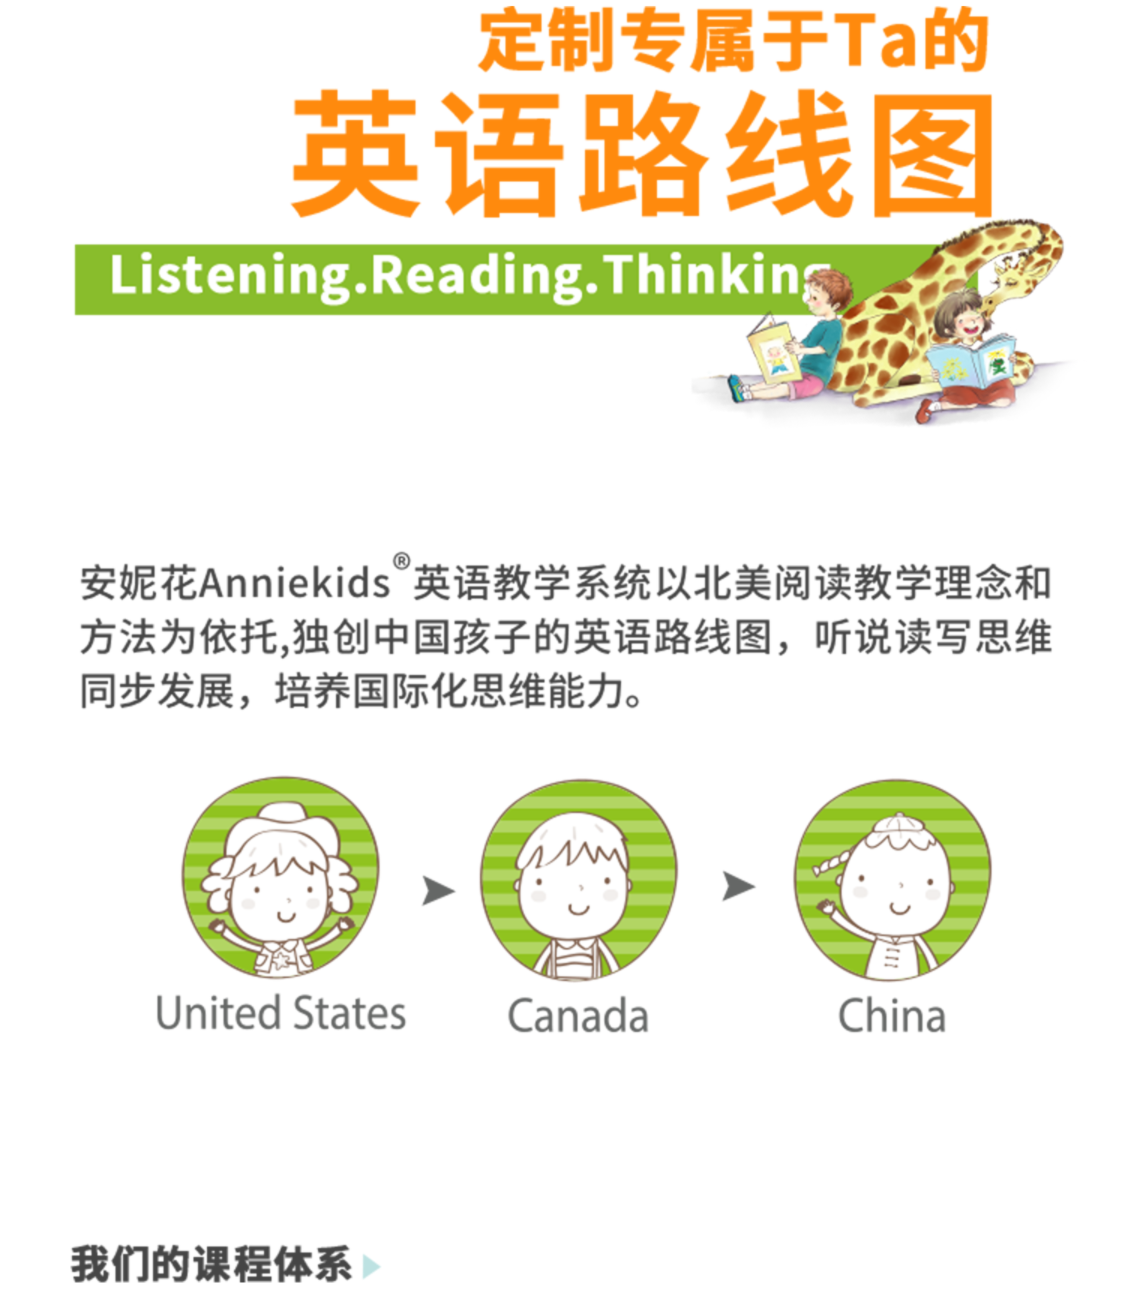 定制专属于Ta的
英语路线图
Listening.Reading.Thinking
安妮花Anniekids®英语教学系统以北美阅读教学理念和
方法为依托,独创中国孩子的英语路线图，听说读写思维
同步发展，培养国际化思维能力。
United States
Canada
China
我们的课程体系